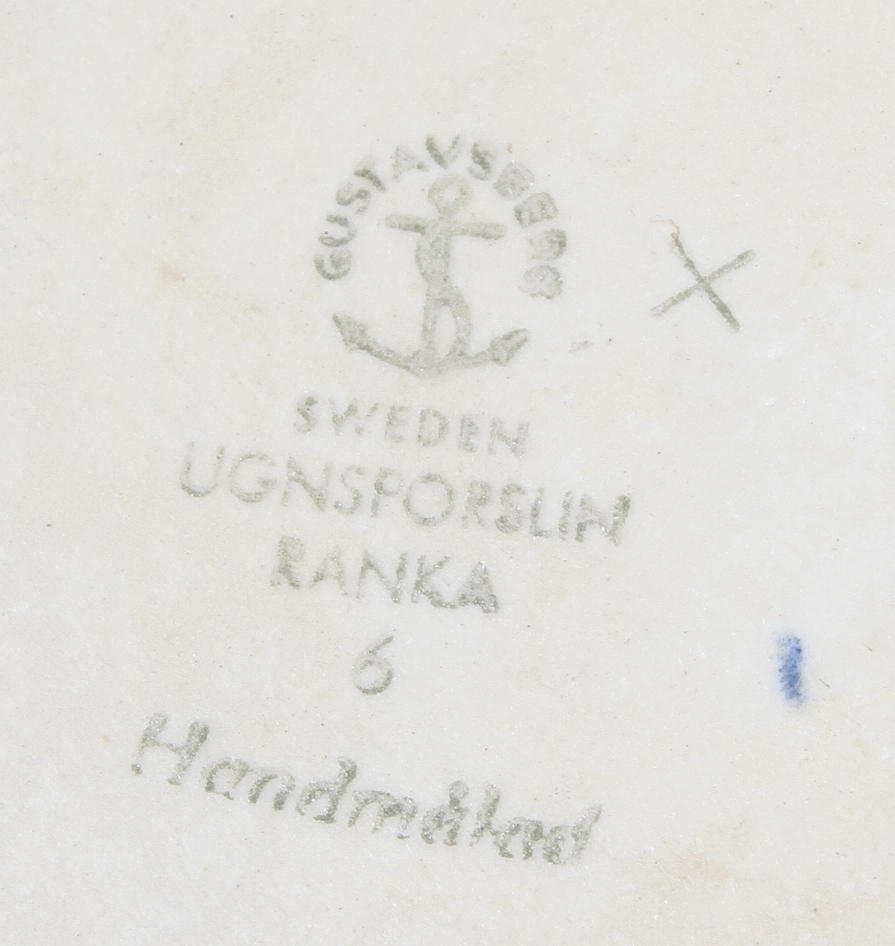 GUSTAVSBERG
SWEDEN
UGNSPORSLIN
RANKA
6
Handmålad